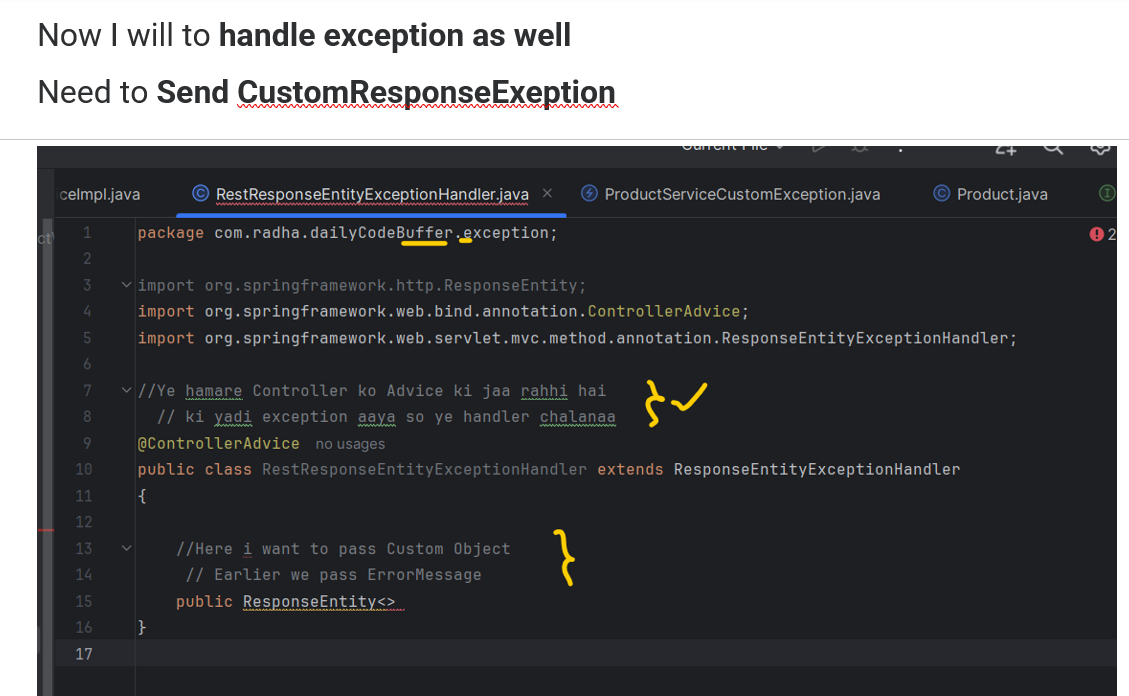 Now I will to handle exception as well
Need to Send CustomResponseExeption
Current File
ceImpl.java RestResponseEntityExceptionHandler.java ProductServiceCustomException.java Product.java
1 package com.radha.dailyCodeBuffer.exception; 2
2
3 import org.springframework.http.ResponseEntity;
4 import org.springframework.web.bind.annotation.ControllerAdvice;
5 import org.springframework.web.servlet.mvc.method.annotation.ResponseEntityExceptionHandler;
6
7 //Ye hamare Controller ko Advice ki jaa rahhi hai
8 // ki yadi exception aaya so ye handler chalanaa
9 @ControllerAdvice no usages
10 public class RestResponseEntityExceptionHandler extends ResponseEntityExceptionHandler
11 {
12
13 //Here i want to pass Custom Object
14 // Earlier we pass ErrorMessage
15 public ResponseEntity<>
16 }
17